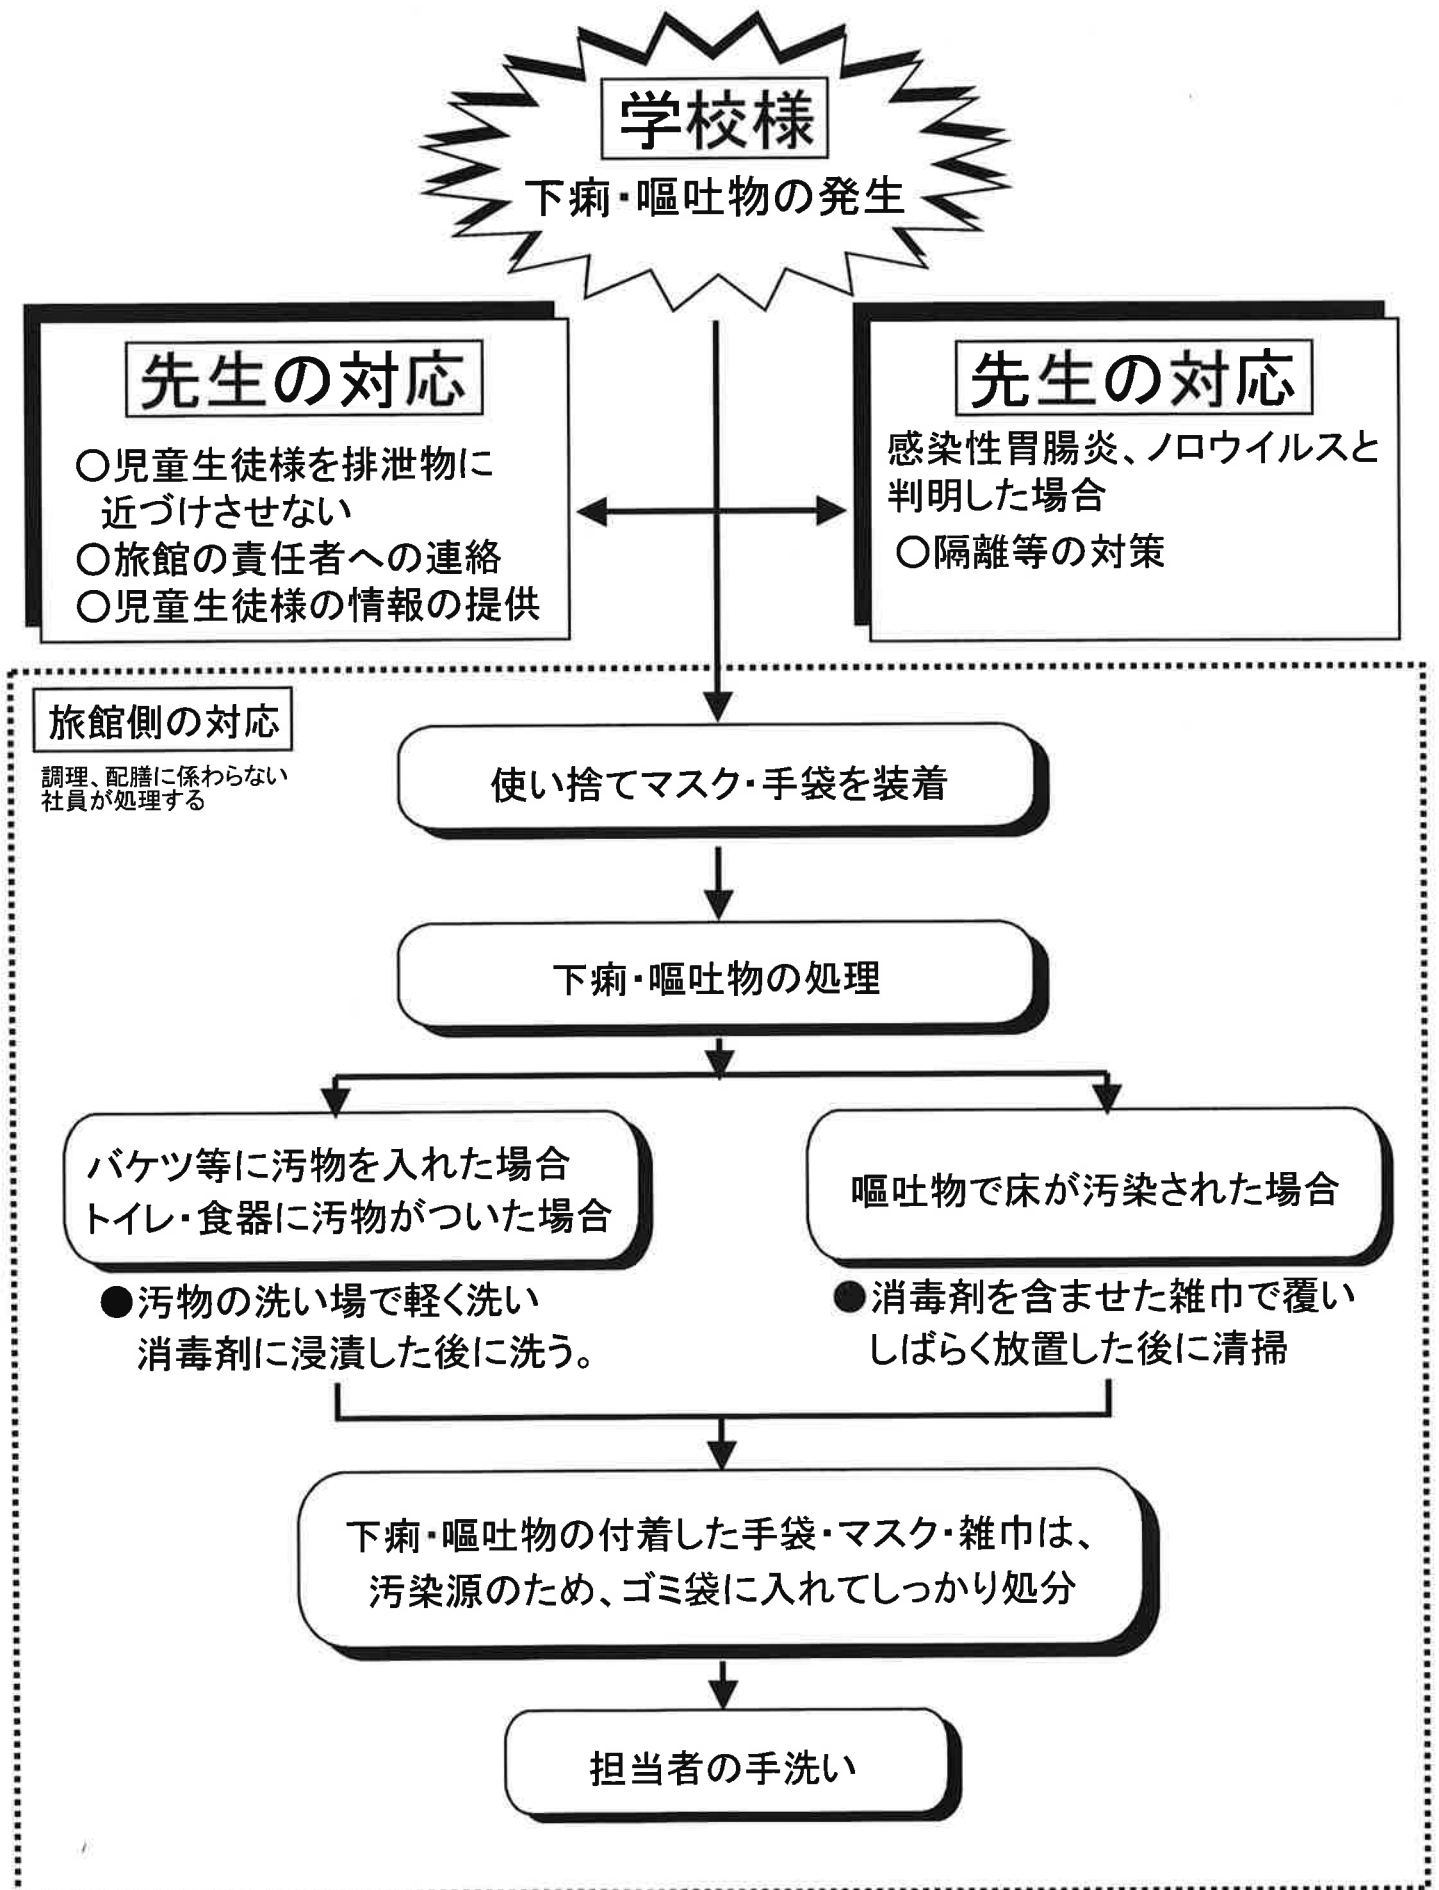 学校様
下痢・嘔吐物の発生
先生の対応
○児童生徒様を排泄物に
近づけさせない
○旅館の責任者への連絡
○児童生徒様の情報の提供
先生の対応
感染性胃腸炎、ノロウイルスと
判明した場合
○隔離等の対策
旅館側の対応
調理、配膳に係わらない
社員が処理する
使い捨てマスク・手袋を装着
下痢・嘔吐物の処理
バケツ等に汚物を入れた場合
トイレ・食器に汚物がついた場合
●汚物の洗い場で軽く洗い
消毒剤に浸漬した後に洗う。
嘔吐物で床が汚染された場合
●消毒剤を含ませた雑巾で覆い
しばらく放置した後に清掃
下痢・嘔吐物の付着した手袋・マスク・雑巾は、
汚染源のため、ゴミ袋に入れてしっかり処分
担当者の手洗い